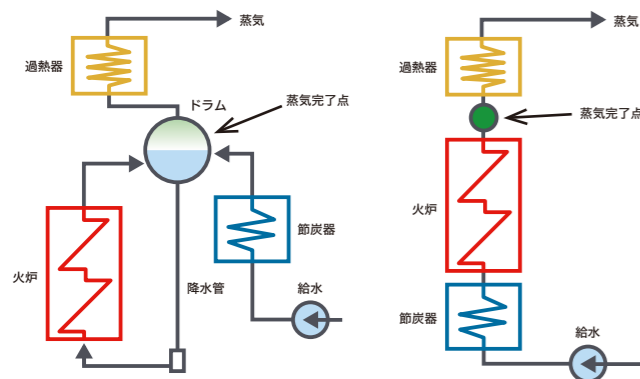 蒸気
過熱器
ドラム
蒸気完了点
火炉
節炭器
降水管
給水
蒸気
過熱器
蒸気完了点
火炉
節炭器
給水